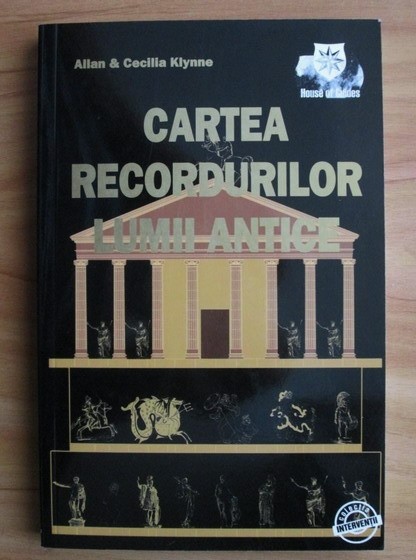 Allan & Cecilia Klynne
House of Guides
CARTEA
RECORDURILOR
LUMII ANTICE
colecția
INTERVENȚII